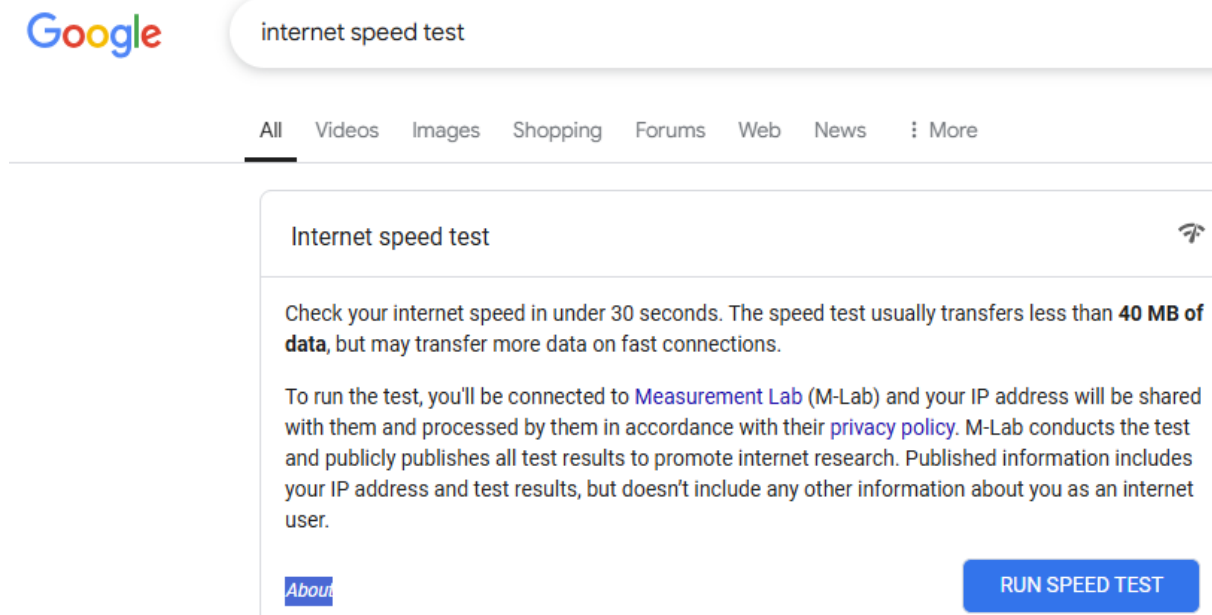 Google
internet speed test
All Videos Images Shopping Forums Web News More
Internet speed test
Check your internet speed in under 30 seconds. The speed test usually transfers less than 40 MB of
data, but may transfer more data on fast connections.
To run the test, you'll be connected to Measurement Lab (M-Lab) and your IP address will be shared
with them and processed by them in accordance with their privacy policy. M-Lab conducts the test
and publicly publishes all test results to promote internet research. Published information includes
your IP address and test results, but doesn’t include any other information about you as an internet
user.
About
RUN SPEED TEST